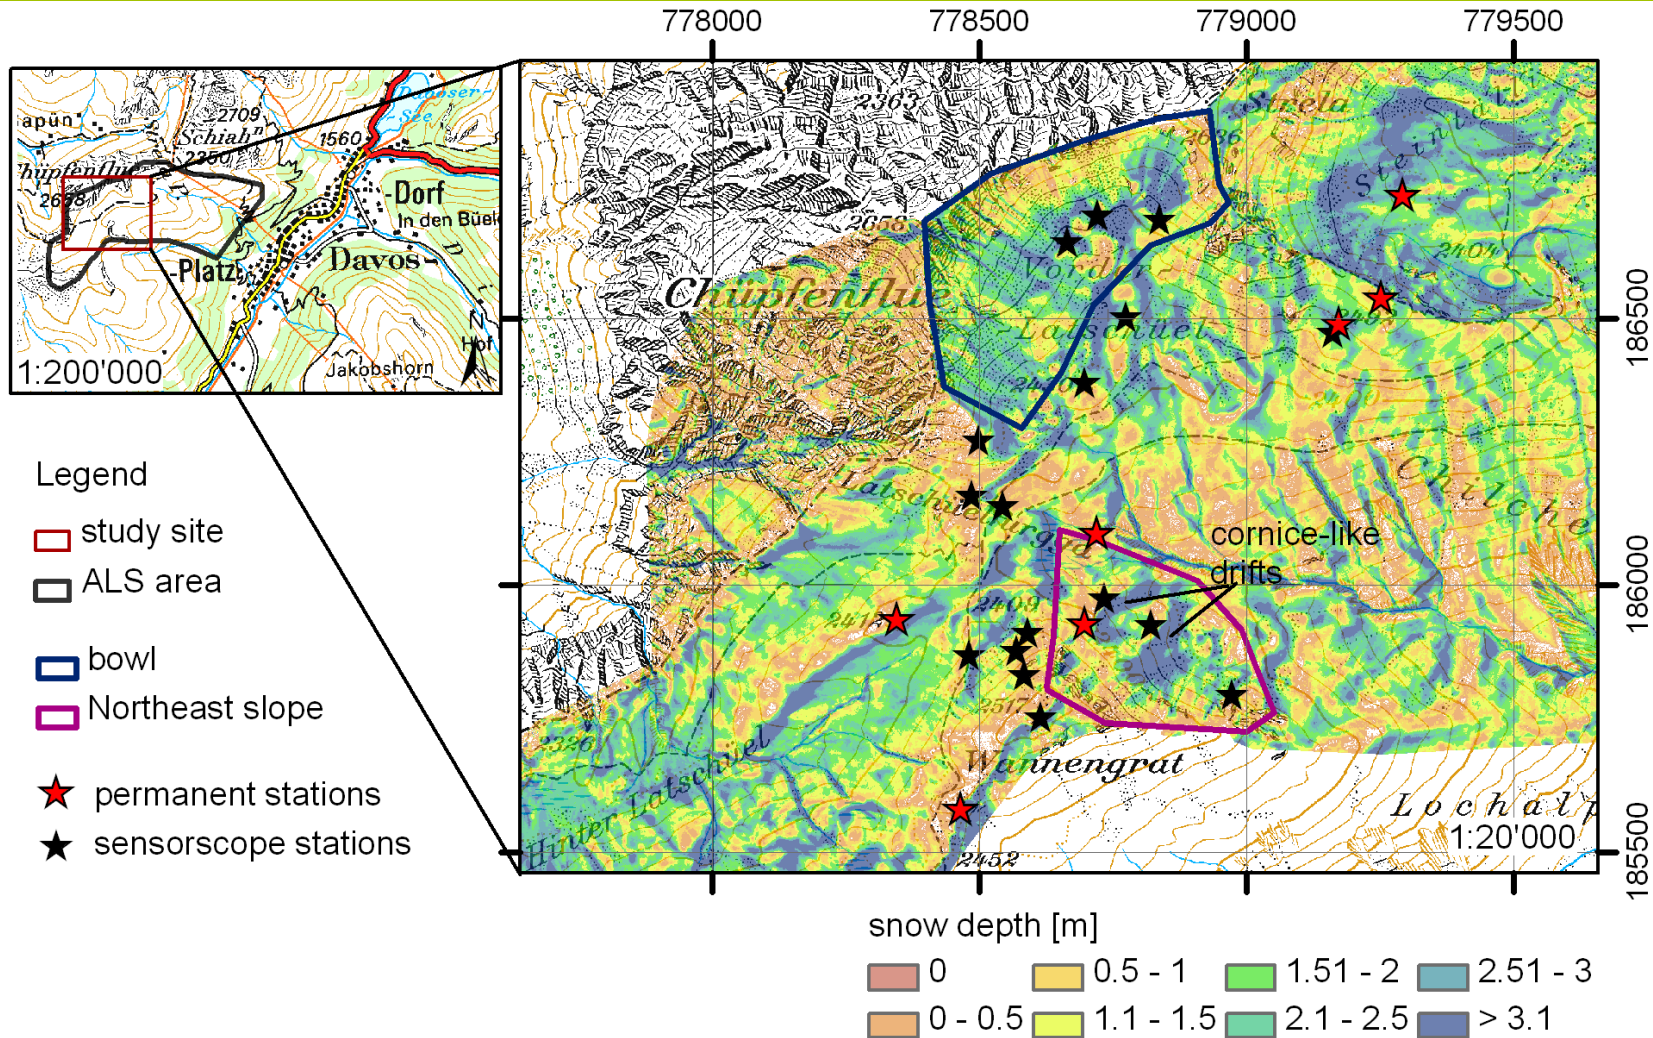 778000 778500 779000 779500
2709
Schiahⁿ
2350
apün
hüpfenflue
1560
Davoser-
See
-Dorf
In den Büel
-Platz
Davos-
D
Hof
Jakobshorn
1:200'000
Legend
study site
ALS area
bowl
Northeast slope
permanent stations
sensorscope stations
2363
Strela
2636
Steintäl
2658
Chüpfenflue
Vorder-
Latschüel
2404
186500
Latschüelfurgga
Chilche
cornice-like
drifts
186000
2409
2412
2517
2326
Wannengrat
Hinter Latschüel
Lochalp
1:20'000
2452
185500
snow depth [m]
0
0.5 - 1
1.51 - 2
2.51 - 3
0 - 0.5
1.1 - 1.5
2.1 - 2.5
> 3.1